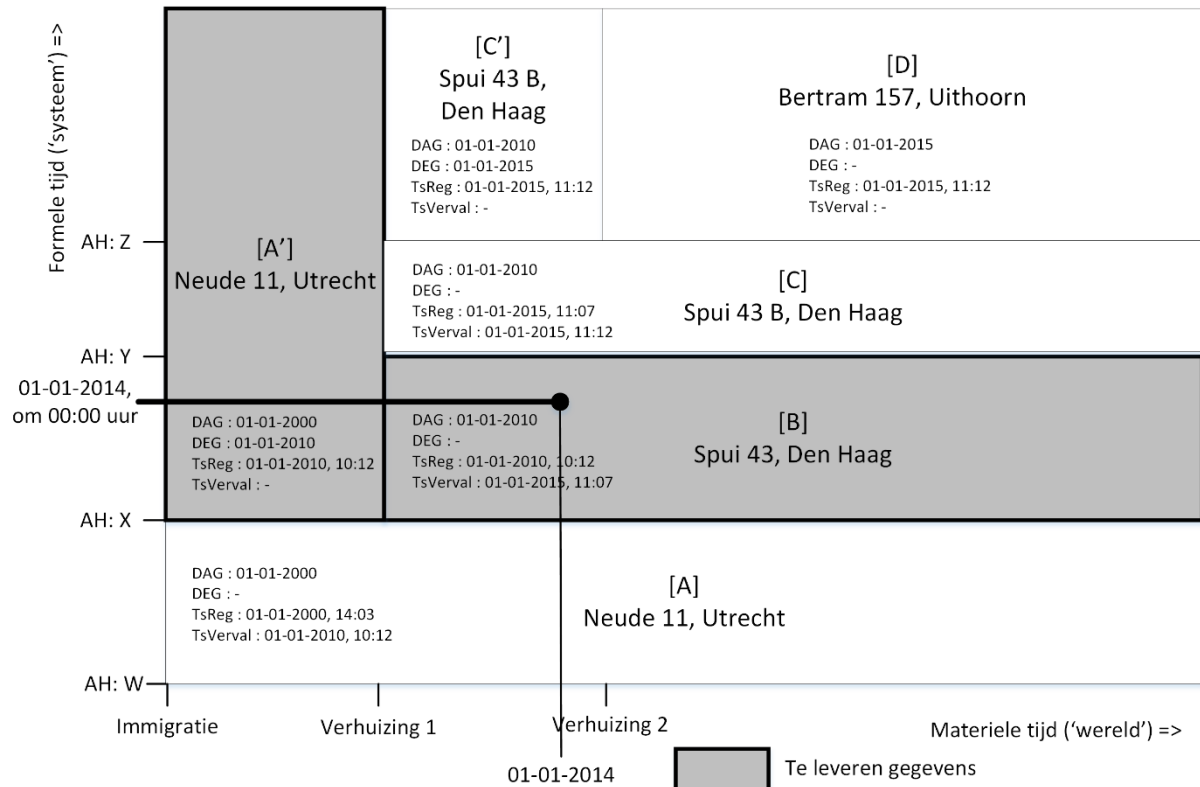 Formele tijd (‘systeem’) =>
[C’]
Spui 43 B,
Den Haag
DAG : 01-01-2010
DEG : 01-01-2015
TsReg : 01-01-2015, 11:12
TsVerval : -
[D]
Bertram 157, Uithoorn
DAG : 01-01-2015
DEG : -
TsReg : 01-01-2015, 11:12
TsVerval : -
AH: Z
[A’]
Neude 11, Utrecht
DAG : 01-01-2010
DEG : -
TsReg : 01-01-2015, 11:07
TsVerval : 01-01-2015, 11:12
[C]
Spui 43 B, Den Haag
AH: Y
01-01-2014,
om 00:00 uur
DAG : 01-01-2000
DEG : 01-01-2010
TsReg : 01-01-2010, 10:12
TsVerval : -
DAG : 01-01-2010
DEG : -
TsReg : 01-01-2010, 10:12
TsVerval : 01-01-2015, 11:07
[B]
Spui 43, Den Haag
AH: X
DAG : 01-01-2000
DEG : -
TsReg : 01-01-2000, 14:03
TsVerval : 01-01-2010, 10:12
[A]
Neude 11, Utrecht
AH: W
Immigratie
Verhuizing 1
Verhuizing 2
Materiele tijd (‘wereld’) =>
01-01-2014
Te leveren gegevens